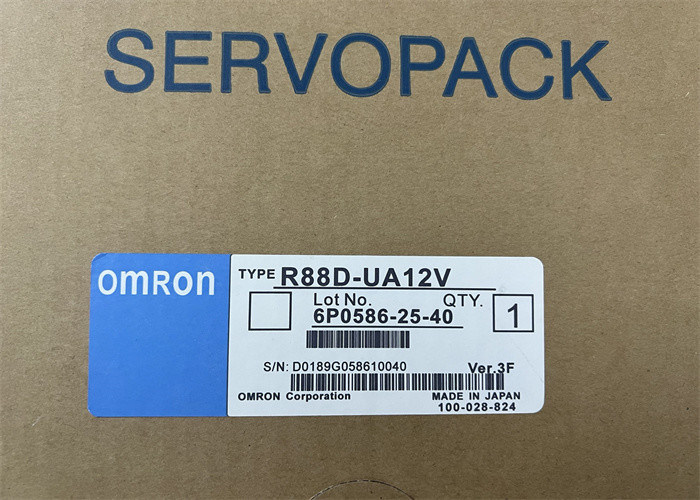 SERVOPACK
omron
TYPE R88D-UA12V
Lot No. QTY.
6P0586-25-40 1
S/N: D0189G058610040 Ver.3F
OMRON Corporation MADE IN JAPAN
100-028-824